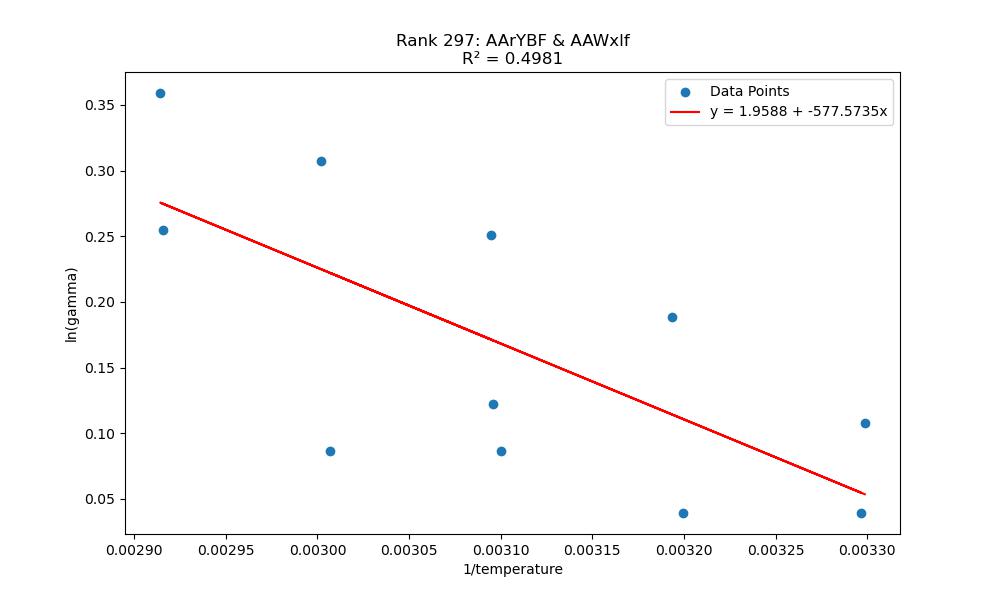 Rank 297: AArYBF & AAWxlf
R² = 0.4981
Data Points
y = 1.9588 + -577.5735x
0.35
0.30
0.25
0.20
0.15
0.10
0.05
ln(gamma)
0.00290 0.00295 0.00300 0.00305 0.00310 0.00315 0.00320 0.00325 0.00330
1/temperature